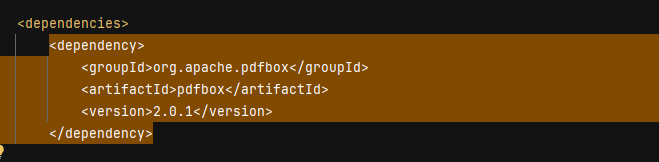 <dependencies>
<dependency>
<groupId>org.apache.pdfbox</groupId>
<artifactId>pdfbox</artifactId>
<version>2.0.1</version>
</dependency>